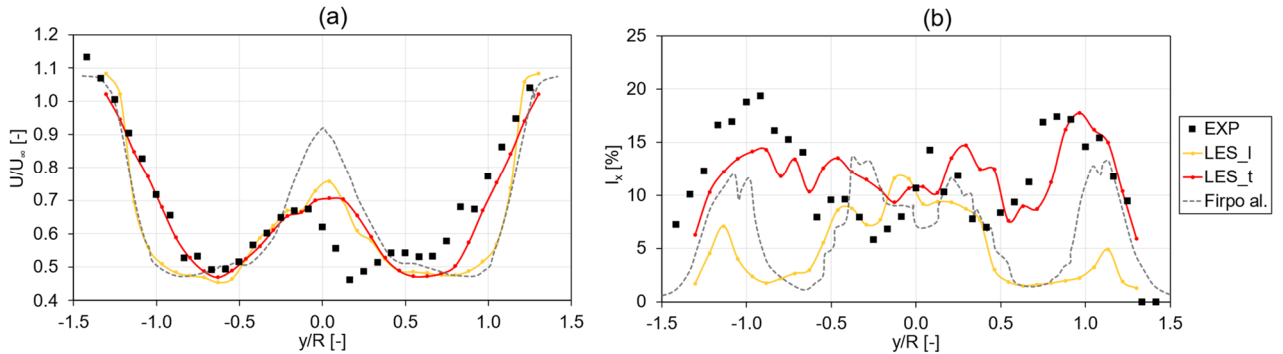 (a)
1.2
1.1
1.0
0.9
0.8
0.7
0.6
0.5
0.4
U/U∞ [-]
-1.5
-1.0
-0.5
0.0
0.5
1.0
1.5
y/R [-]
(b)
25
20
15
10
5
0
Ix [%]
-1.5
-1.0
-0.5
0.0
0.5
1.0
1.5
y/R [-]
EXP
LES_l
LES_t
Firpo al.